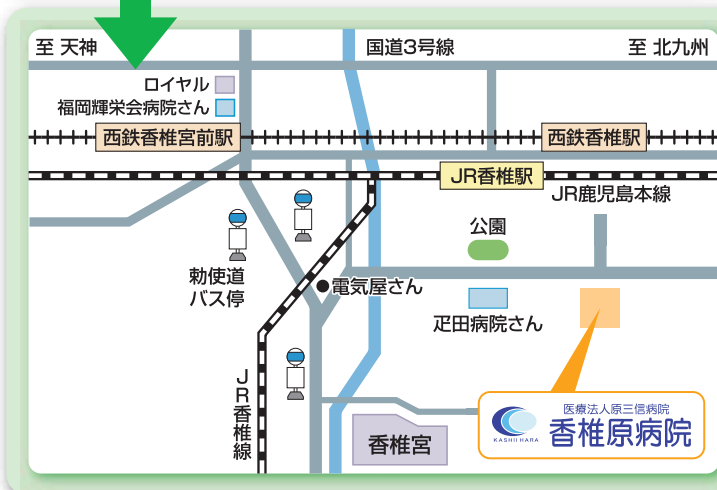 至 天神
国道3号線
至 北九州
ロイヤル
福岡輝栄会病院さん
西鉄香椎宮前駅
西鉄香椎駅
JR香椎駅
JR鹿児島本線
公園
勅使道
バス停
電気屋さん
疋田病院さん
JR香椎線
香椎宮
医療法人原三信病院
香椎原病院
KASHII HARA